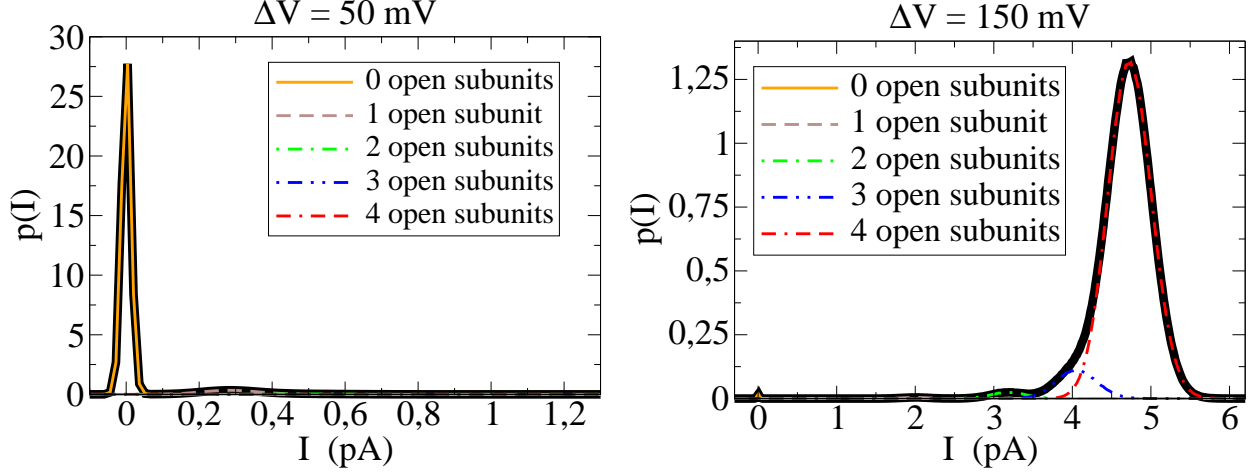 ΔV = 50 mV
30
25
20
15
10
5
0
p(I)
0 open subunits
1 open subunit
2 open subunits
3 open subunits
4 open subunits
0 0,2 0,4 0,6 0,8 1 1,2
I (pA)
ΔV = 150 mV
1,25
1
0,75
0,5
0,25
0
p(I)
0 open subunits
1 open subunit
2 open subunits
3 open subunits
4 open subunits
0 1 2 3 4 5 6
I (pA)